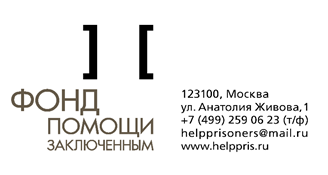 ] [
ФОНД
ПОМОЩИ
ЗАКЛЮЧЕННЫМ
123100, Москва
ул. Анатолия Живова,1
+7 (499) 259 06 23 (т/ф)
helpprisoners@mail.ru
www.helppris.ru